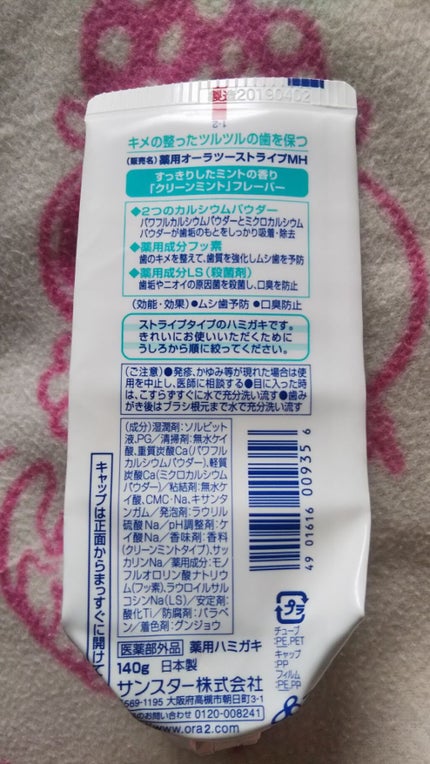 製造20190402
1-2
キメの整ったツルツルの歯を保つ
(販売名)薬用オーラツーストライプMH
すっきりしたミントの香り
「クリーンミント」フレーバー
◆2つのカルシウムパウダー
パワフルカルシウムパウダーとミクロカルシウム
パウダーが歯垢のもとをしっかり吸着・除去
◆薬用成分フッ素
歯のキメを整えて、歯質を強化しムシ歯を予防
◆薬用成分LS(殺菌剤)
歯垢やニオイの原因菌を殺菌し、口臭を防止
(効能・効果)●ムシ歯予防 ●口臭防止
ストライプタイプのハミガキです。
きれいにお使いいただくために
うしろから順に絞ってください。
(ご注意)●発疹、かゆみ等が現れた場合は使
用を中止し、医師に相談する●目に入った時
は、こすらずすぐに水で充分洗い流す●歯み
がき後はブラシ根元まで水で充分洗い流す
(成分)湿潤剤:ソルビット
液、PG/清掃剤:無水ケイ
酸、重質炭酸Ca(パワフル
カルシウムパウダー)、軽質
炭酸Ca(ミクロカルシウム
パウダー)/粘結剤:無水ケ
イ酸、CMC・Na、キサンタ
ンガム/発泡剤:ラウリル
硫酸Na/pH調整剤:ケ
イ酸Na/香味剤:香料
(クリーンミントタイプ)、サッ
カリンNa/薬用成分:モノ
フルオロリン酸ナトリウ
ム(フッ素)、ラウロイルサル
コシンNa(LS)/安定剤:
酸化Ti/防腐剤:パラベ
ン/着色剤:グンジョウ
キャップは正面からまっすぐに開けて
4 901616 009356
プラ
チューブ
:PE,PET
キャップ
:PP
フィルム
:PE,PP
医薬部外品 薬用ハミガキ
140g 日本製
サンスター株式会社
569-1195 大阪府高槻市朝日町3-1
のお問い合わせ 0120-008241
www.ora2.com